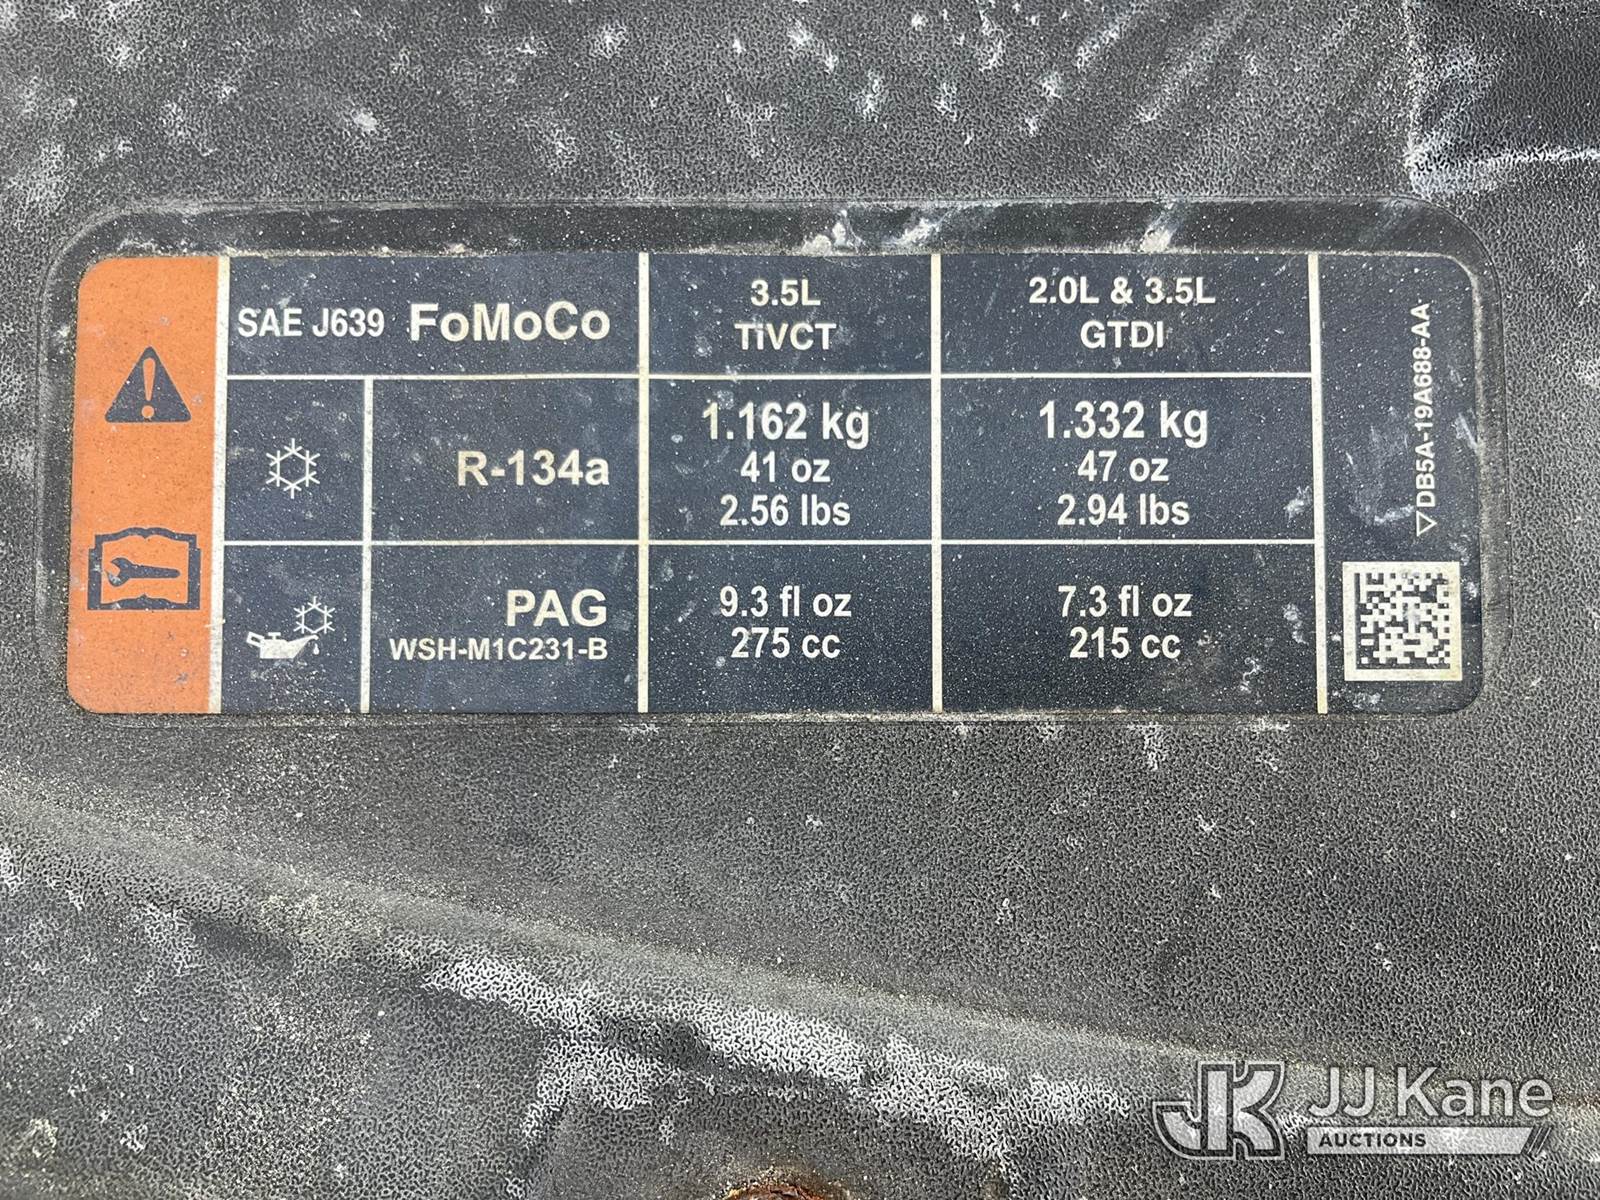 SAE J639 FoMoCo
3.5L
TiVCT
2.0L & 3.5L
GTDI
R-134a
1.162 kg
41 oz
2.56 lbs
1.332 kg
47 oz
2.94 lbs
PAG
WSH-M1C231-B
9.3 fl oz
275 cc
7.3 fl oz
215 cc
DB5A-19A688-AA
JK JJ Kane
AUCTIONS